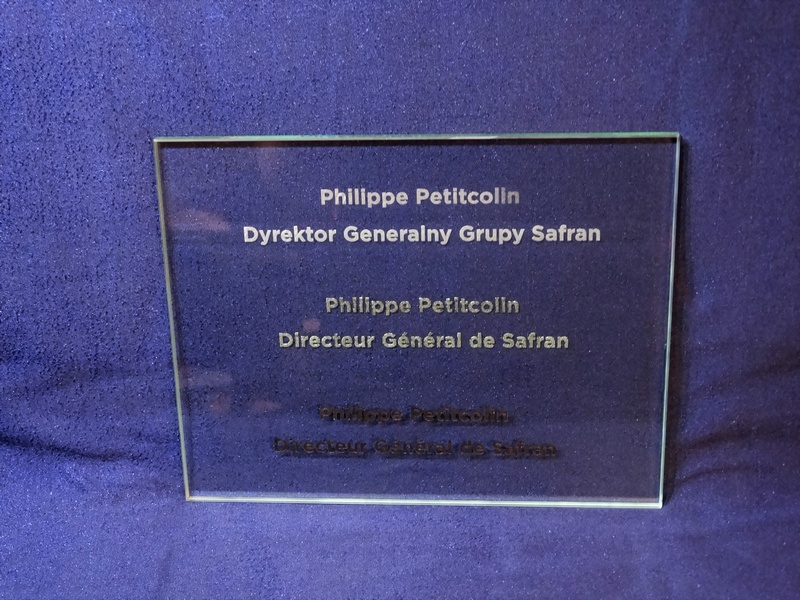 Philippe Petitcolin
Dyrektor Generalny Grupy Safran
Philippe Petitcolin
Directeur Général de Safran
Philippe Petitcolin
Directeur Général de Safran